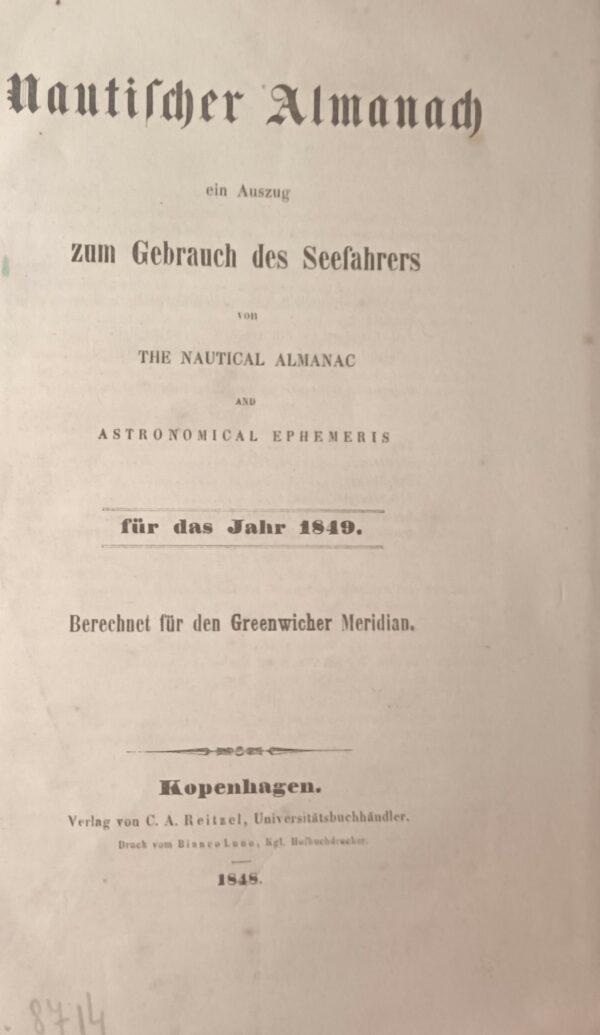 Nautiſcher Almanach
ein Auszug
zum Gebrauch des Seefahrers
von
THE NAUTICAL ALMANAC
AND
ASTRONOMICAL EPHEMERIS
für das Jahr 1849.
Berechnet für den Greenwicher Meridian.
Kopenhagen.
Verlag von C. A. Reitzel, Universitätsbuchhändler.
Druck vom Bianco Luno, Kgl. Hofbuchdrucker.
1848.
8714